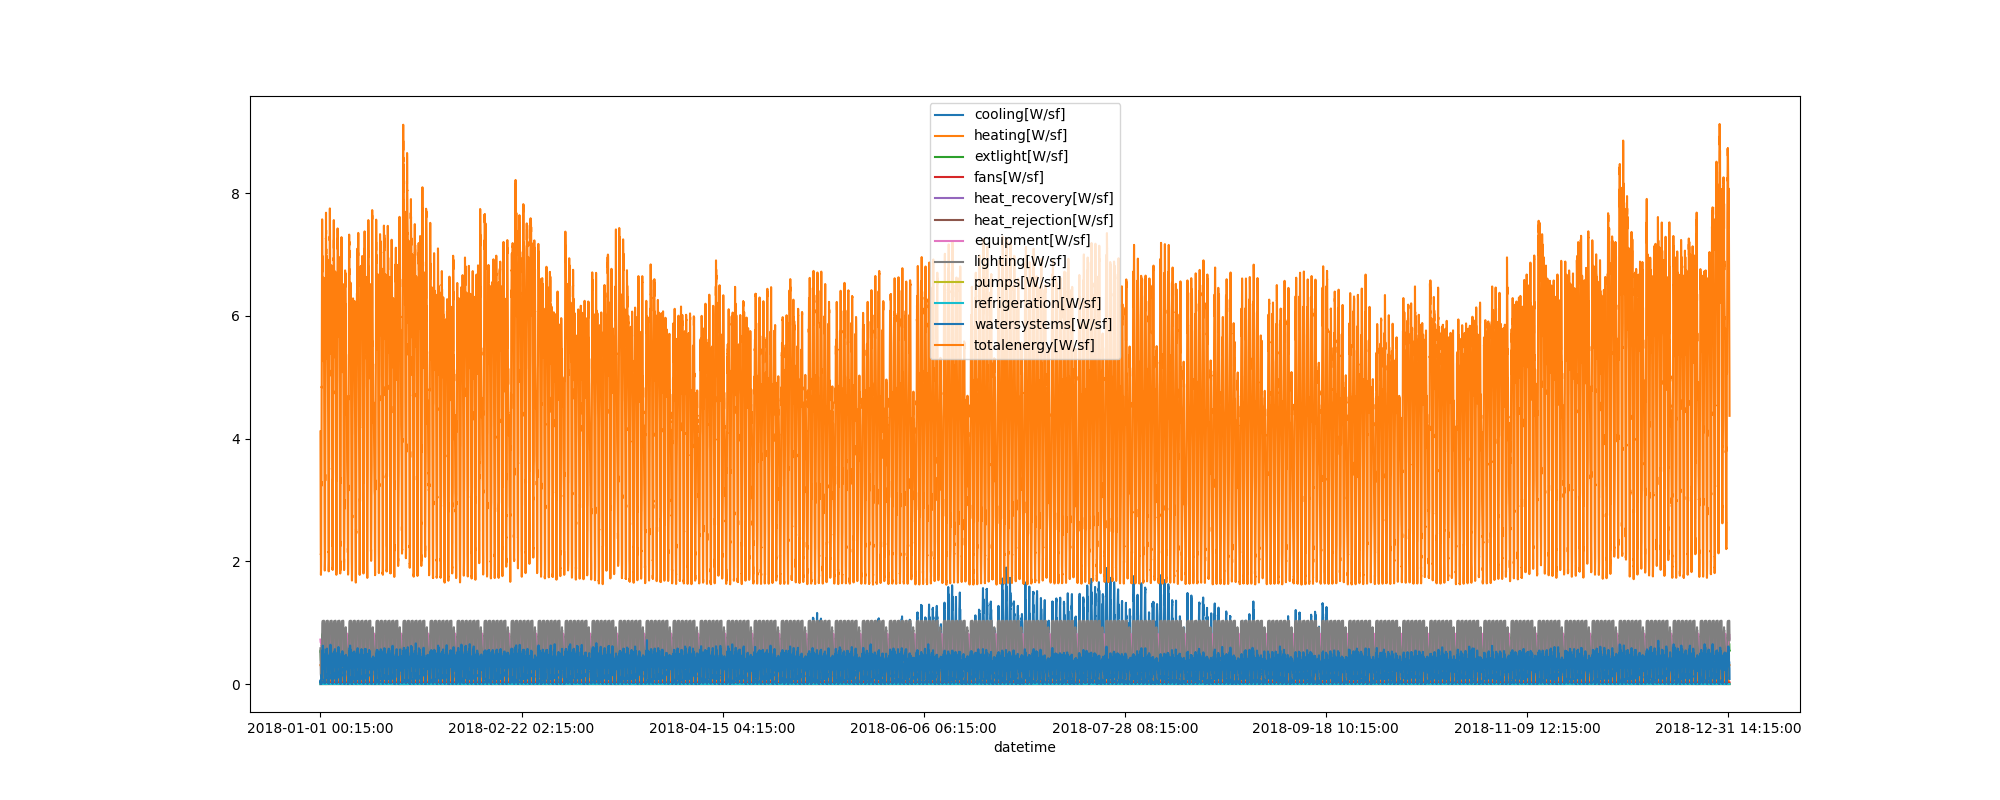 cooling[W/sf]
heating[W/sf]
extlight[W/sf]
fans[W/sf]
heat_recovery[W/sf]
heat_rejection[W/sf]
equipment[W/sf]
lighting[W/sf]
pumps[W/sf]
refrigeration[W/sf]
watersystems[W/sf]
totalenergy[W/sf]
8
6
4
2
0
2018-01-01 00:15:00 2018-02-22 02:15:00 2018-04-15 04:15:00 2018-06-06 06:15:00 2018-07-28 08:15:00 2018-09-18 10:15:00 2018-11-09 12:15:00 2018-12-31 14:15:00
datetime